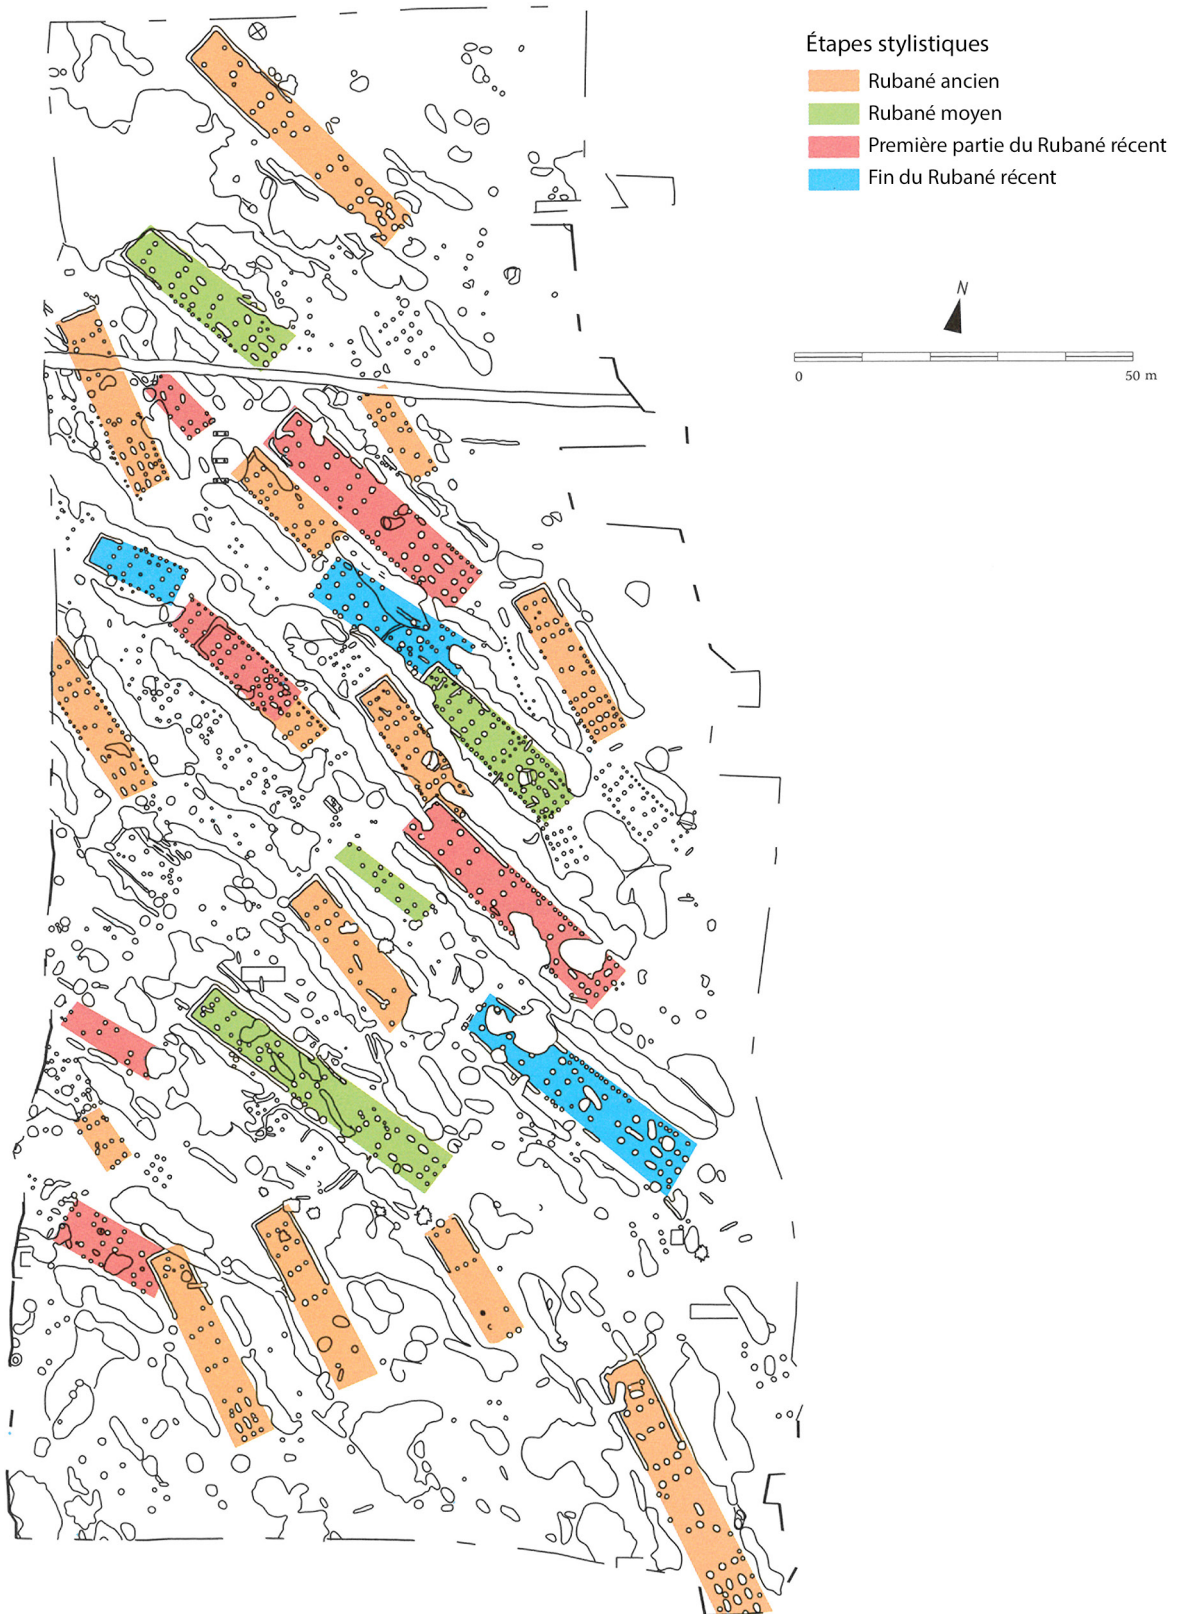 Étapes stylistiques
Rubané ancien
Rubané moyen
Première partie du Rubané récent
Fin du Rubané récent
N
0 50 m